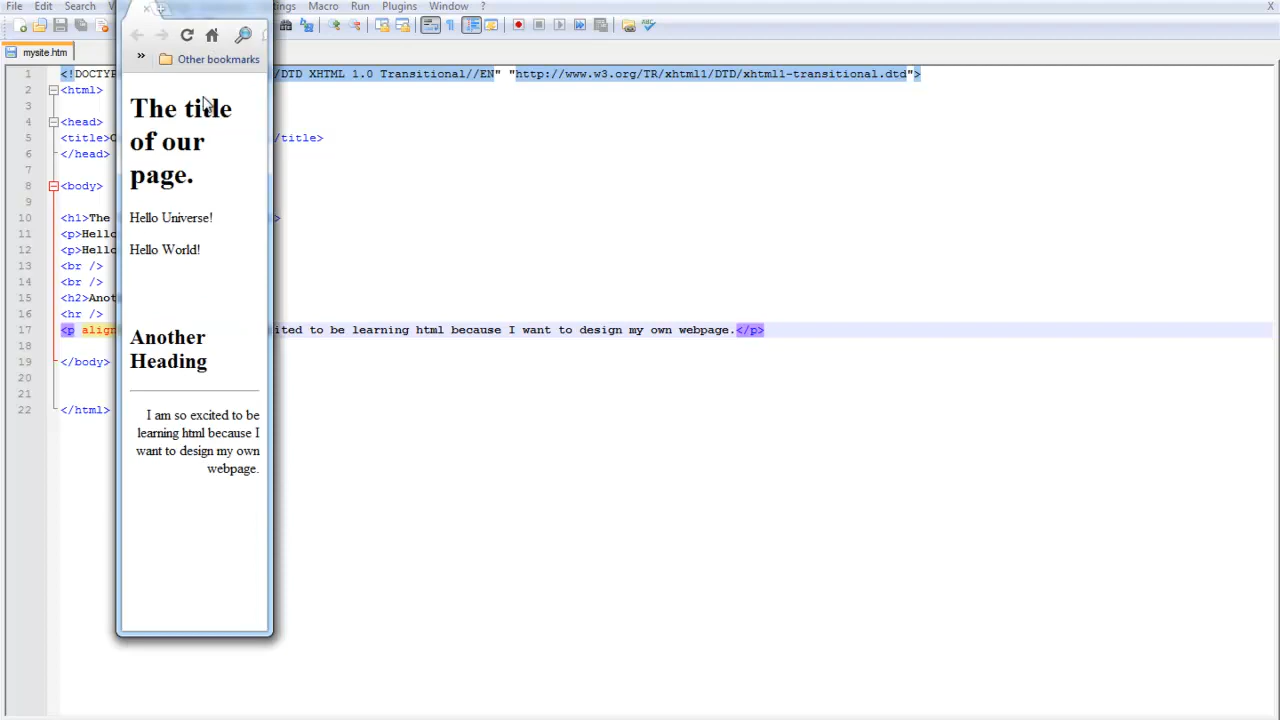 File Edit Search ttings Macro Run Plugins Window ?
mysite.htm
» Other bookmarks
1 <!DOCTYP /DTD XHTML 1.0 Transitional//EN" "http://www.w3.org/TR/xhtml1/DTD/xhtml1-transitional.dtd">
2 <html>
3
4 <head>
5 <title> /title>
6 </head>
7
8 <body>
9
10 <h1>The >
11 <p>Hello
12 <p>Hello
13 <br />
14 <br />
15 <h2>Anot
16 <hr />
17 <p align ited to be learning html because I want to design my own webpage.</p>
18
19 </body>
20
21
22 </html>
The title
of our
page.
Hello Universe!
Hello World!
Another
Heading
I am so excited to be
learning html because I
want to design my own
webpage.